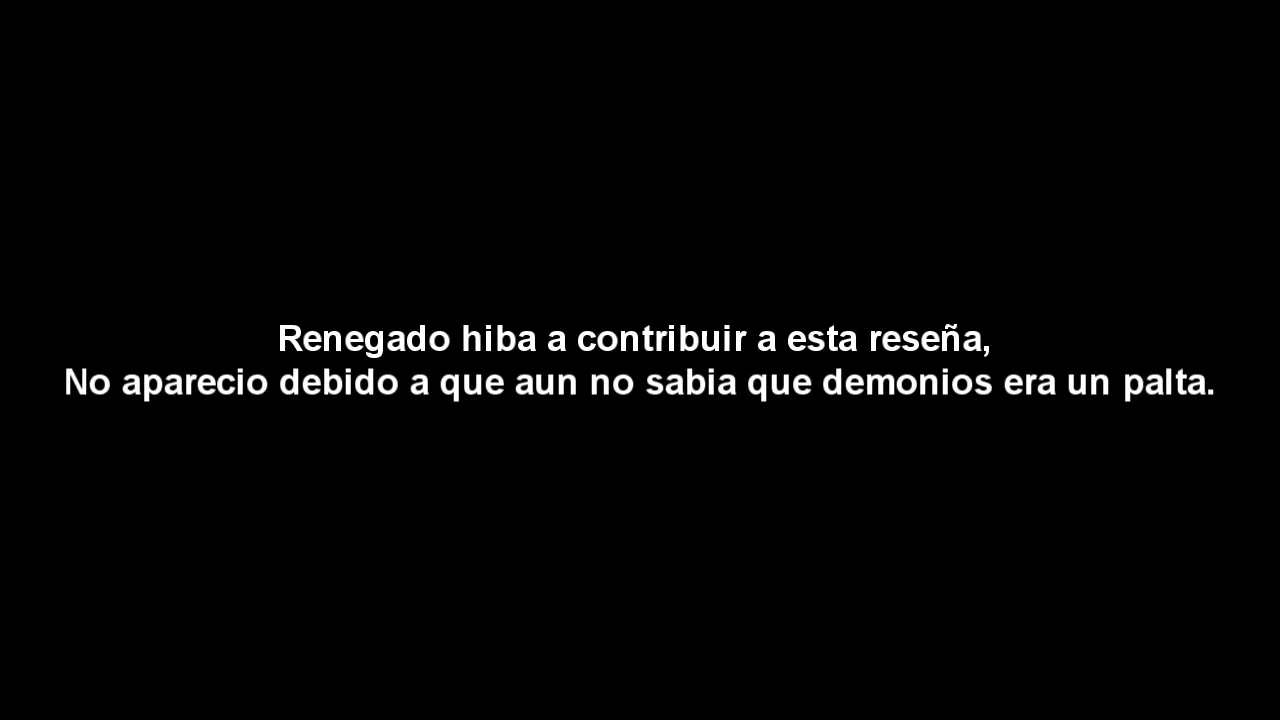 Renegado hiba a contribuir a esta reseña,
No aparecio debido a que aun no sabia que demonios era un palta.